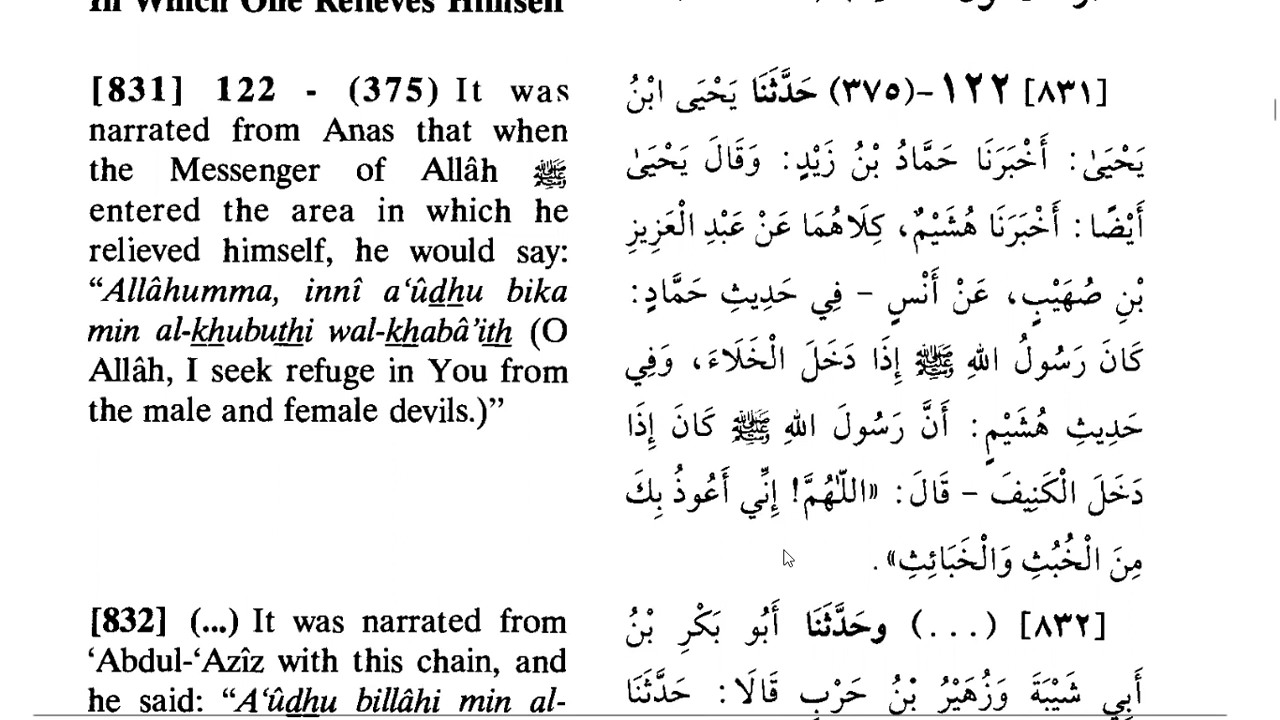 In Which One Relieves Himself
[831] 122 - (375) It was
narrated from Anas that when
the Messenger of Allâh ﷺ
entered the area in which he
relieved himself, he would say:
“Allâhumma, innî a‘ûdhu bika
min al-khubuthi wal-khabâ’ith (O
Allâh, I seek refuge in You from
the male and female devils.)”
[832] (...) It was narrated from
‘Abdul-‘Azîz with this chain, and
he said: “A‘ûdhu billâhi min al-
[٨٣١] ١٢٢-(٣٧٥) حَدَّثَنَا يَحْيَى ابْنُ
يَحْيَىٰ: أَخْبَرَنَا حَمَّادُ بْنُ زَيْدٍ: وَقَالَ يَحْيَىٰ
أَيْضًا: أَخْبَرَنَا هُشَيْمٌ، كِلَاهُمَا عَنْ عَبْدِ الْعَزِيزِ
بْنِ صُهَيْبٍ، عَنْ أَنْسٍ – فِي حَدِيثِ حَمَّادٍ:
كَانَ رَسُولُ اللهِ ﷺ إِذَا دَخَلَ الْخَلَاءَ، وَفِي
حَدِيثِ هُشَيْمٍ: أَنَّ رَسُولَ اللهِ ﷺ كَانَ إِذَا
دَخَلَ الْكَنِيفَ – قَالَ: «اللّٰهُمَّ! إِنِّي أَعُوذُ بِكَ
مِنَ الْخُبُثِ وَالْخَبَائِثِ».
[٨٣٢] (...) وحَدَّثَنَا أَبُو بَكْرِ بْنُ
أَبِي شَيْبَةَ وَزُهَيْرُ بْنُ حَرْبٍ قَالَا: حَدَّثَنَا